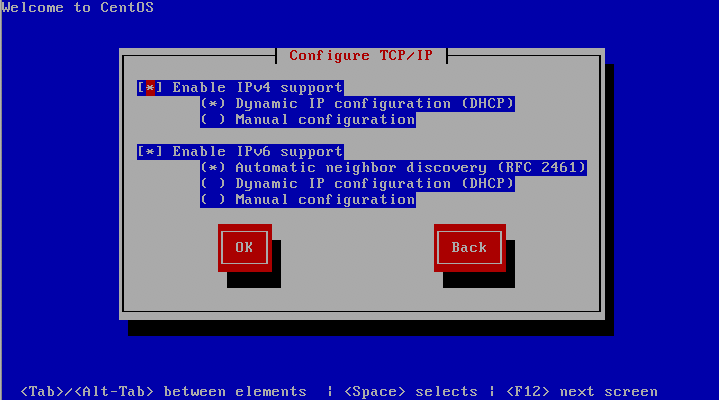 Welcome to CentOS
Configure TCP/IP
[*] Enable IPv4 support
(*) Dynamic IP configuration (DHCP)
( ) Manual configuration
[*] Enable IPv6 support
(*) Automatic neighbor discovery (RFC 2461)
( ) Dynamic IP configuration (DHCP)
( ) Manual configuration
OK Back
<Tab>/<Alt-Tab> between elements | <Space> selects | <F12> next screen